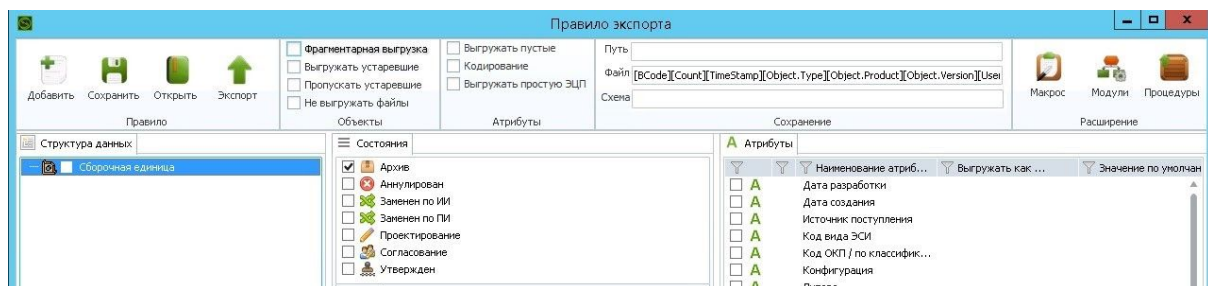 Правило экспорта
Добавить Сохранить Открыть Экспорт
Правило
Фрагментарная выгрузка
Выгружать устаревшие
Пропускать устаревшие
Не выгружать файлы
Объекты
Выгружать пустые
Кодирование
Выгружать простую ЭЦП
Атрибуты
Путь
Файл [BCode][Count][TimeStamp][Object.Type][Object.Product][Object.Version][User
Схема
Сохранение
Макрос Модули Процедуры
Расширение
Структура данных
Сборочная единица
Состояния
Архив
Аннулирован
Заменен по ИИ
Заменен по ПИ
Проектирование
Согласование
Утвержден
A Атрибуты
Наименование атриб... Выгружать как ... Значение по умолчан
A Дата разработки
A Дата создания
A Источник поступления
A Код вида ЭСИ
A Код ОКП / по классифик...
A Конфигурация